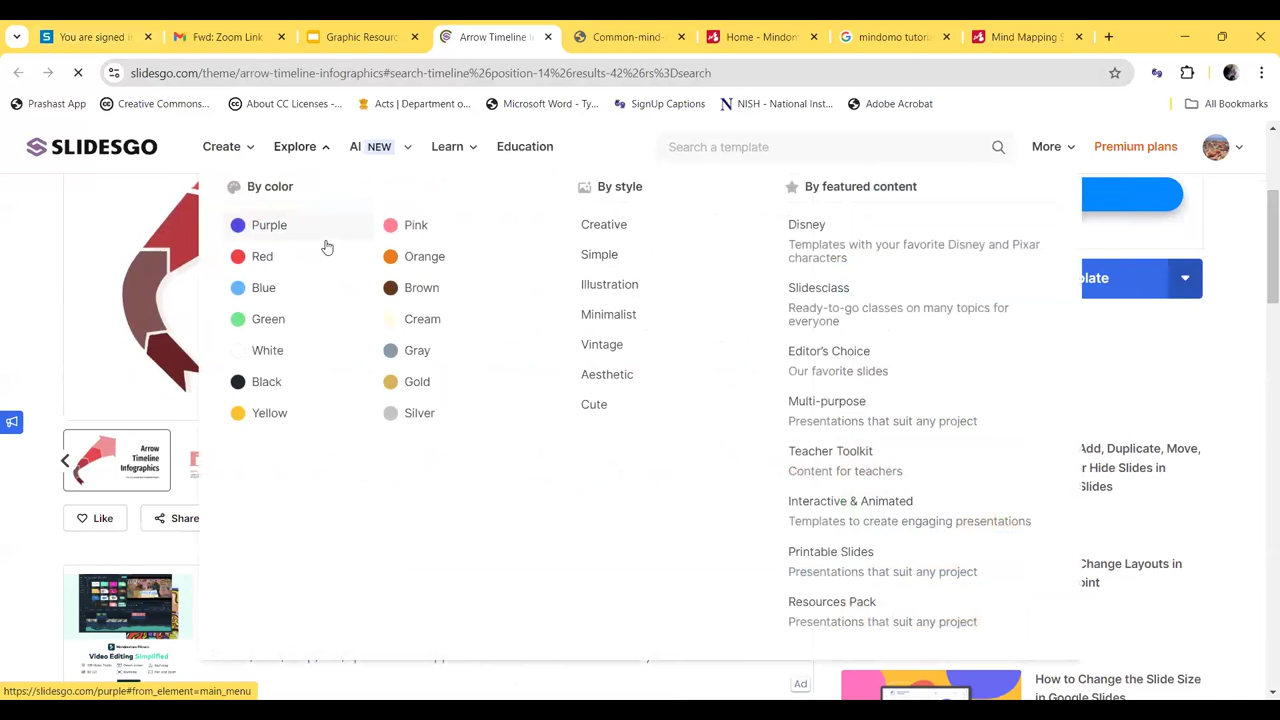 You are signed i
Fwd: Zoom Link
Graphic Resourc
Arrow Timeline I
Common-mind-
Home - Mindom
mindomo tutori
Mind Mapping S
slidesgo.com/theme/arrow-timeline-infographics#search-timeline%26position-14%26results-42%26rs%3Dsearch
Prashast App
Creative Commons...
About CC Licenses -...
Acts | Department o...
Microsoft Word - Ty...
SignUp Captions
NISH - National Inst...
Adobe Acrobat
All Bookmarks
SLIDESGO
Create
Explore
AI NEW
Learn
Education
Search a template
More
Premium plans
By color
Purple
Red
Blue
Green
White
Black
Yellow
Pink
Orange
Brown
Cream
Gray
Gold
Silver
By style
Creative
Simple
Illustration
Minimalist
Vintage
Aesthetic
Cute
By featured content
Disney
Templates with your favorite Disney and Pixar
characters
Slidesclass
Ready-to-go classes on many topics for
everyone
Editor's Choice
Our favorite slides
Multi-purpose
Presentations that suit any project
Teacher Toolkit
Content for teachers
Interactive & Animated
Templates to create engaging presentations
Printable Slides
Presentations that suit any project
Resources Pack
Presentations that suit any project
plate
Arrow
Timeline
Infographics
Like
Share
Wondershare Filmora
Video Editing Simplified
Add, Duplicate, Move,
r Hide Slides in
Slides
Change Layouts in
oint
Ad
How to Change the Slide Size
in Google Slides
https://slidesgo.com/purple#from_element=main_menu